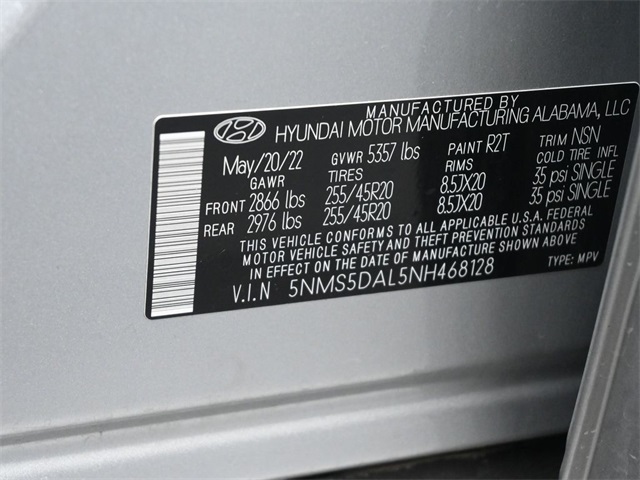 MANUFACTURED BY
HYUNDAI MOTOR MANUFACTURING ALABAMA, LLC
May/20/22 GVWR 5357 lbs PAINT R2T TRIM NSN
GAWR TIRES RIMS COLD TIRE INFL
FRONT 2866 lbs 255/45R20 8.5JX20 35 psi SINGLE
REAR 2976 lbs 255/45R20 8.5JX20 35 psi SINGLE
THIS VEHICLE CONFORMS TO ALL APPLICABLE U.S.A. FEDERAL
MOTOR VEHICLE SAFETY AND THEFT PREVENTION STANDARDS
IN EFFECT ON THE DATE OF MANUFACTURE SHOWN ABOVE
V.I.N 5NMS5DAL5NH468128 TYPE: MPV